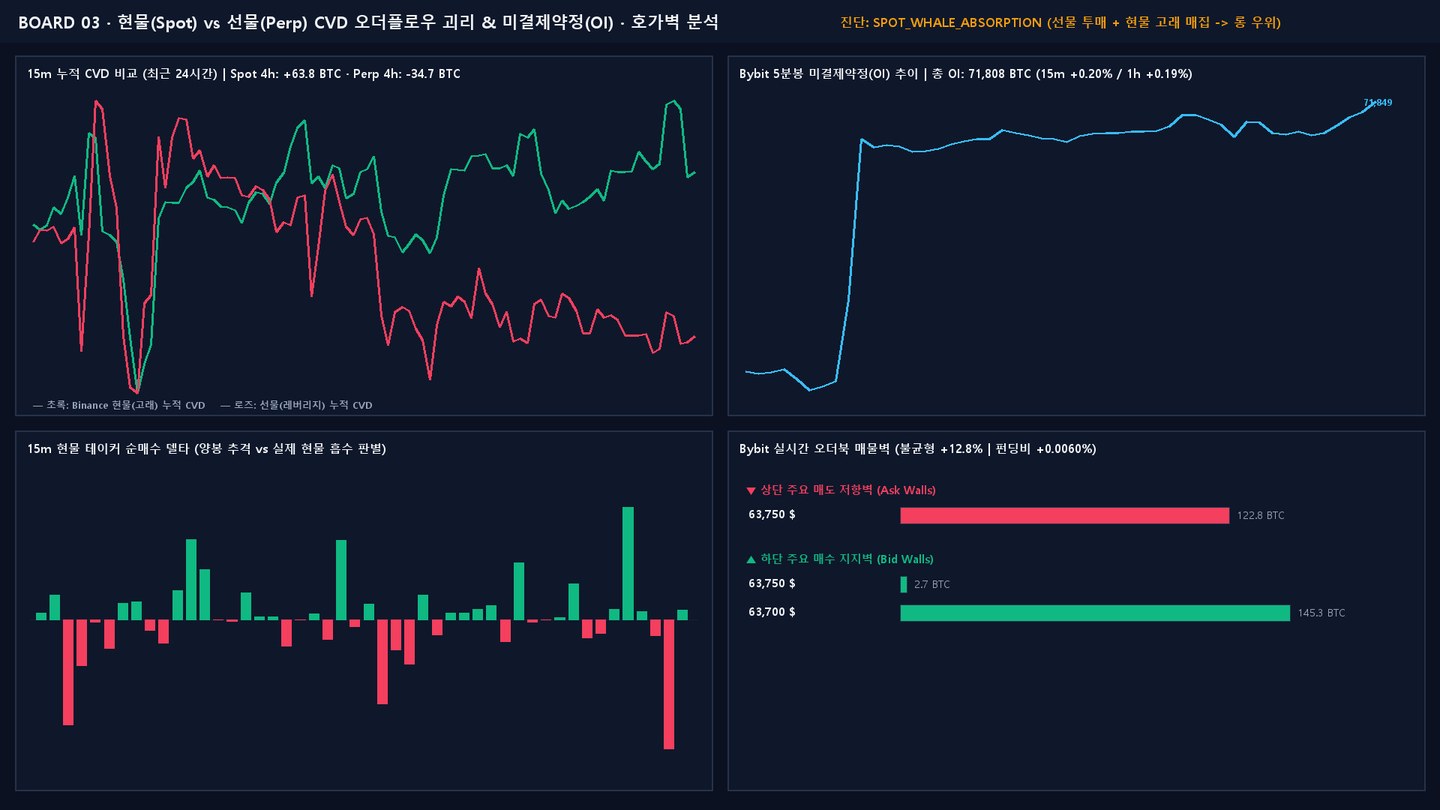 BOARD 03 · 현물(Spot) vs 선물(Perp) CVD 오더플로우 괴리 & 미결제약정(OI) · 호가벽 분석
진단: SPOT_WHALE_ABSORPTION (선물 투매 + 현물 고래 매집 -> 롱 우위)
15m 누적 CVD 비교 (최근 24시간) | Spot 4h: +63.8 BTC · Perp 4h: -34.7 BTC
— 초록: Binance 현물(고래) 누적 CVD — 로즈: 선물(레버리지) 누적 CVD
Bybit 5분봉 미결제약정(OI) 추이 | 총 OI: 71,808 BTC (15m +0.20% / 1h +0.19%)
71,849
15m 현물 테이커 순매수 델타 (양봉 추격 vs 실제 현물 흡수 판별)
Bybit 실시간 오더북 매물벽 (불균형 +12.8% | 펀딩비 +0.0060%)
▼ 상단 주요 매도 저항벽 (Ask Walls)
63,750 $ 122.8 BTC
▲ 하단 주요 매수 지지벽 (Bid Walls)
63,750 $ 2.7 BTC
63,700 $ 145.3 BTC